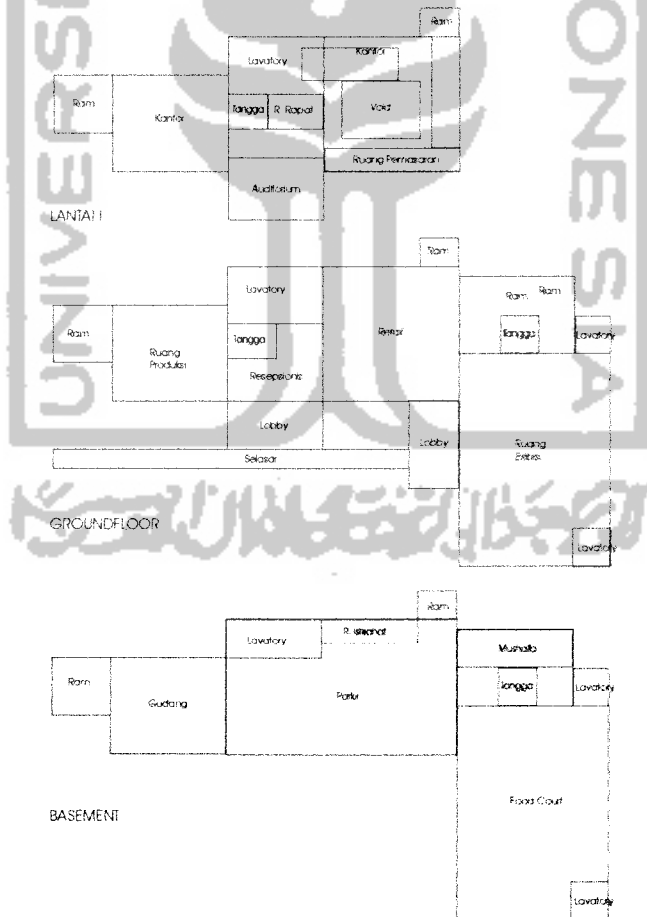 Ram
Kantor
Lavatory
Ram
Kantor
Tangga
R. Rapat
Void
Ruang Pemasaran
Auditorium
LANTAI I
Ram
Lavatory
Ram
Ram
Ram
Ruang
Produksi
Tangga
Tangga
Lavatory
Resepsionis
Lobby
Lobby
Ruang
Selasar
GROUNDFLOOR
Lavatory
Ram
Lavatory
Mushalla
Ram
Gudang
Parkir
Tangga
Lavatory
Food Court
BASEMENT
Lavatory
UNIVERS
ONESIA